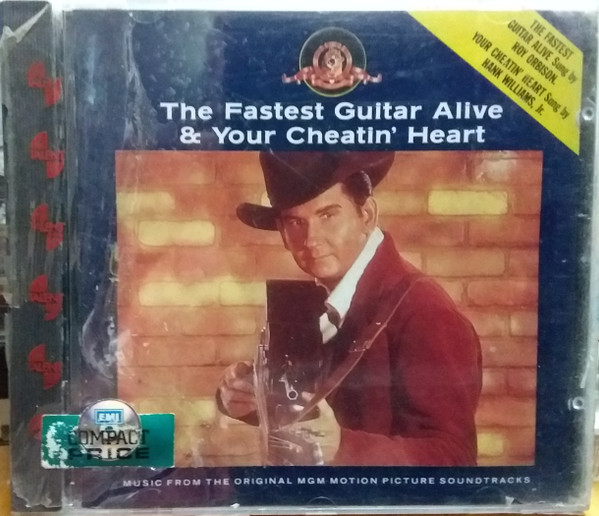 The Fastest Guitar Alive
& Your Cheatin' Heart
THE FASTEST
GUITAR ALIVE Sung by
ROY ORBISON.
YOUR CHEATIN' HEART Sung by
HANK WILLIAMS, Jr.
EMI
COMPACT
PRICE
MUSIC FROM THE ORIGINAL MGM MOTION PICTURE SOUNDTRACKS